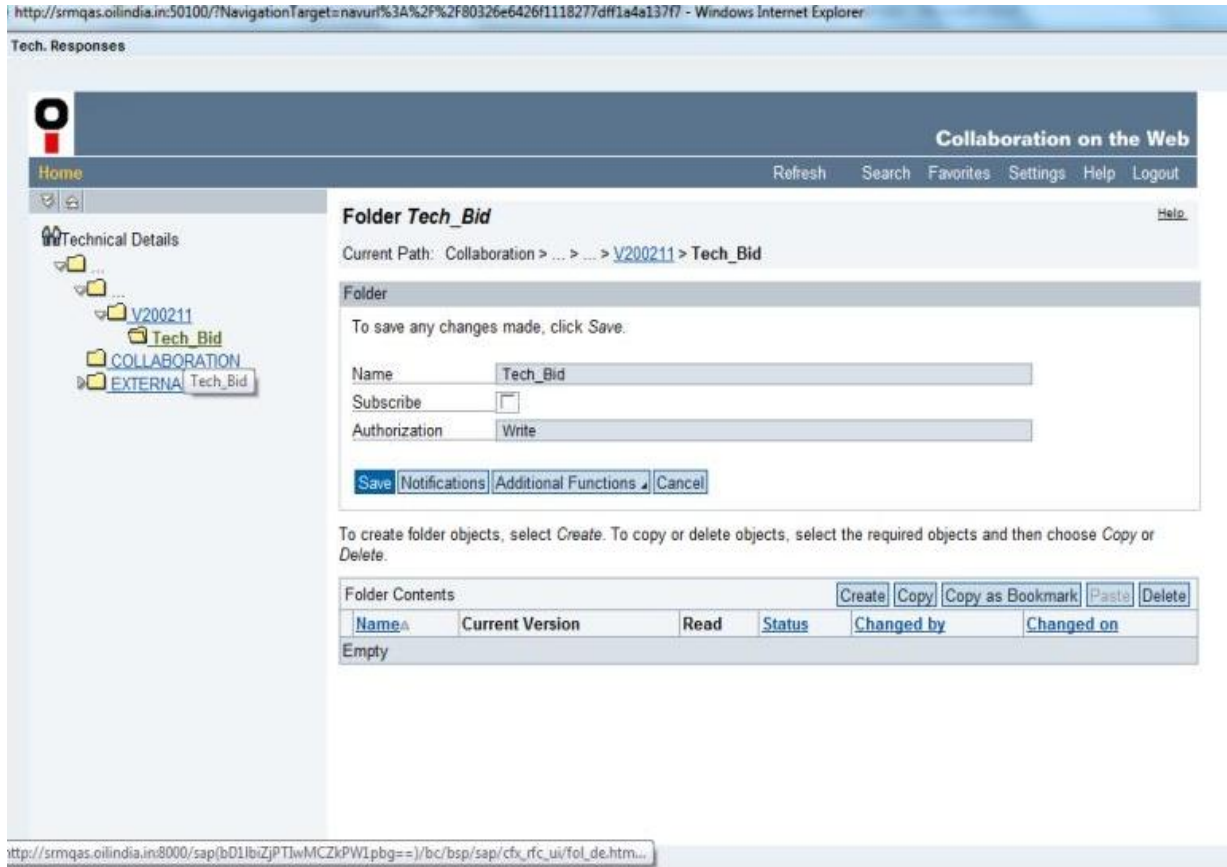 http://srmqas.oilindia.in:50100/?NavigationTarget=navurl%3A%2F%2F80326e6426f1118277dff1a4a137f7 - Windows Internet Explorer
Tech. Responses
Collaboration on the Web
Home Refresh Search Favorites Settings Help Logout
Folder Tech_Bid Help
Technical Details
Current Path: Collaboration > ... > ... > V200211 > Tech_Bid
...
...
V200211
Tech_Bid
COLLABORATION
EXTERNA Tech_Bid
Folder
To save any changes made, click Save.
Name Tech_Bid
Subscribe
Authorization Write
Save Notifications Additional Functions Cancel
To create folder objects, select Create. To copy or delete objects, select the required objects and then choose Copy or
Delete.
Folder Contents Create Copy Copy as Bookmark Paste Delete
Name Current Version Read Status Changed by Changed on
Empty
http://srmqas.oilindia.in:8000/sap(bD1lbiZjPTIwMCZkPW1pbg==)/bc/bsp/sap/cfx_rfc_ui/fol_de.htm...